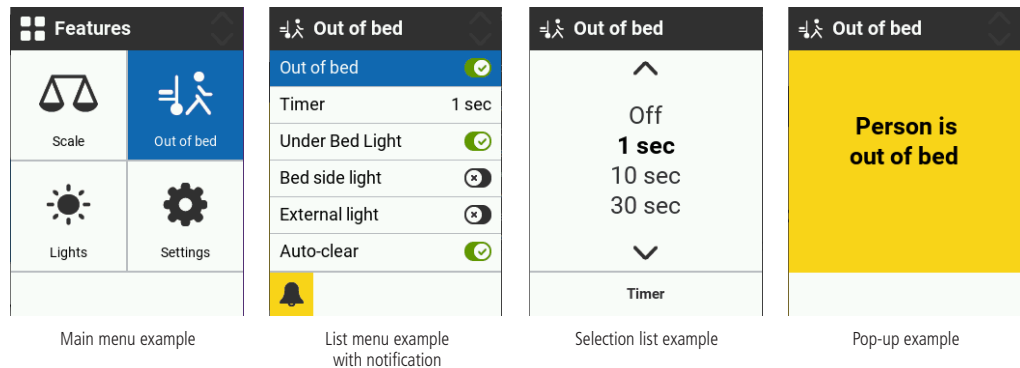 Features
Scale
Out of bed
Lights
Settings
Main menu example
Out of bed
Out of bed
Timer
1 sec
Under Bed Light
Bed side light
External light
Auto-clear
List menu example
with notification
Out of bed
Off
1 sec
10 sec
30 sec
Timer
Selection list example
Out of bed
Person is
out of bed
Pop-up example